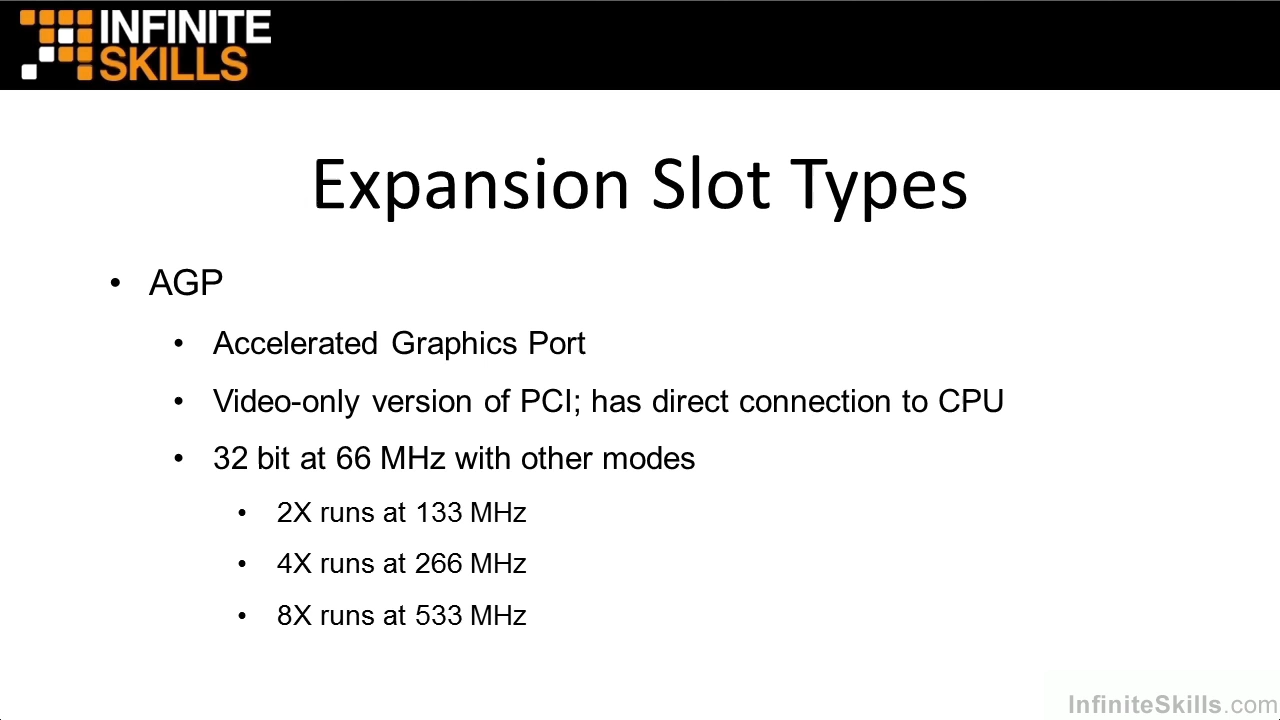 INFINITE
SKILLS
Expansion Slot Types
• AGP
• Accelerated Graphics Port
• Video-only version of PCI; has direct connection to CPU
• 32 bit at 66 MHz with other modes
• 2X runs at 133 MHz
• 4X runs at 266 MHz
• 8X runs at 533 MHz
InfiniteSkills.com